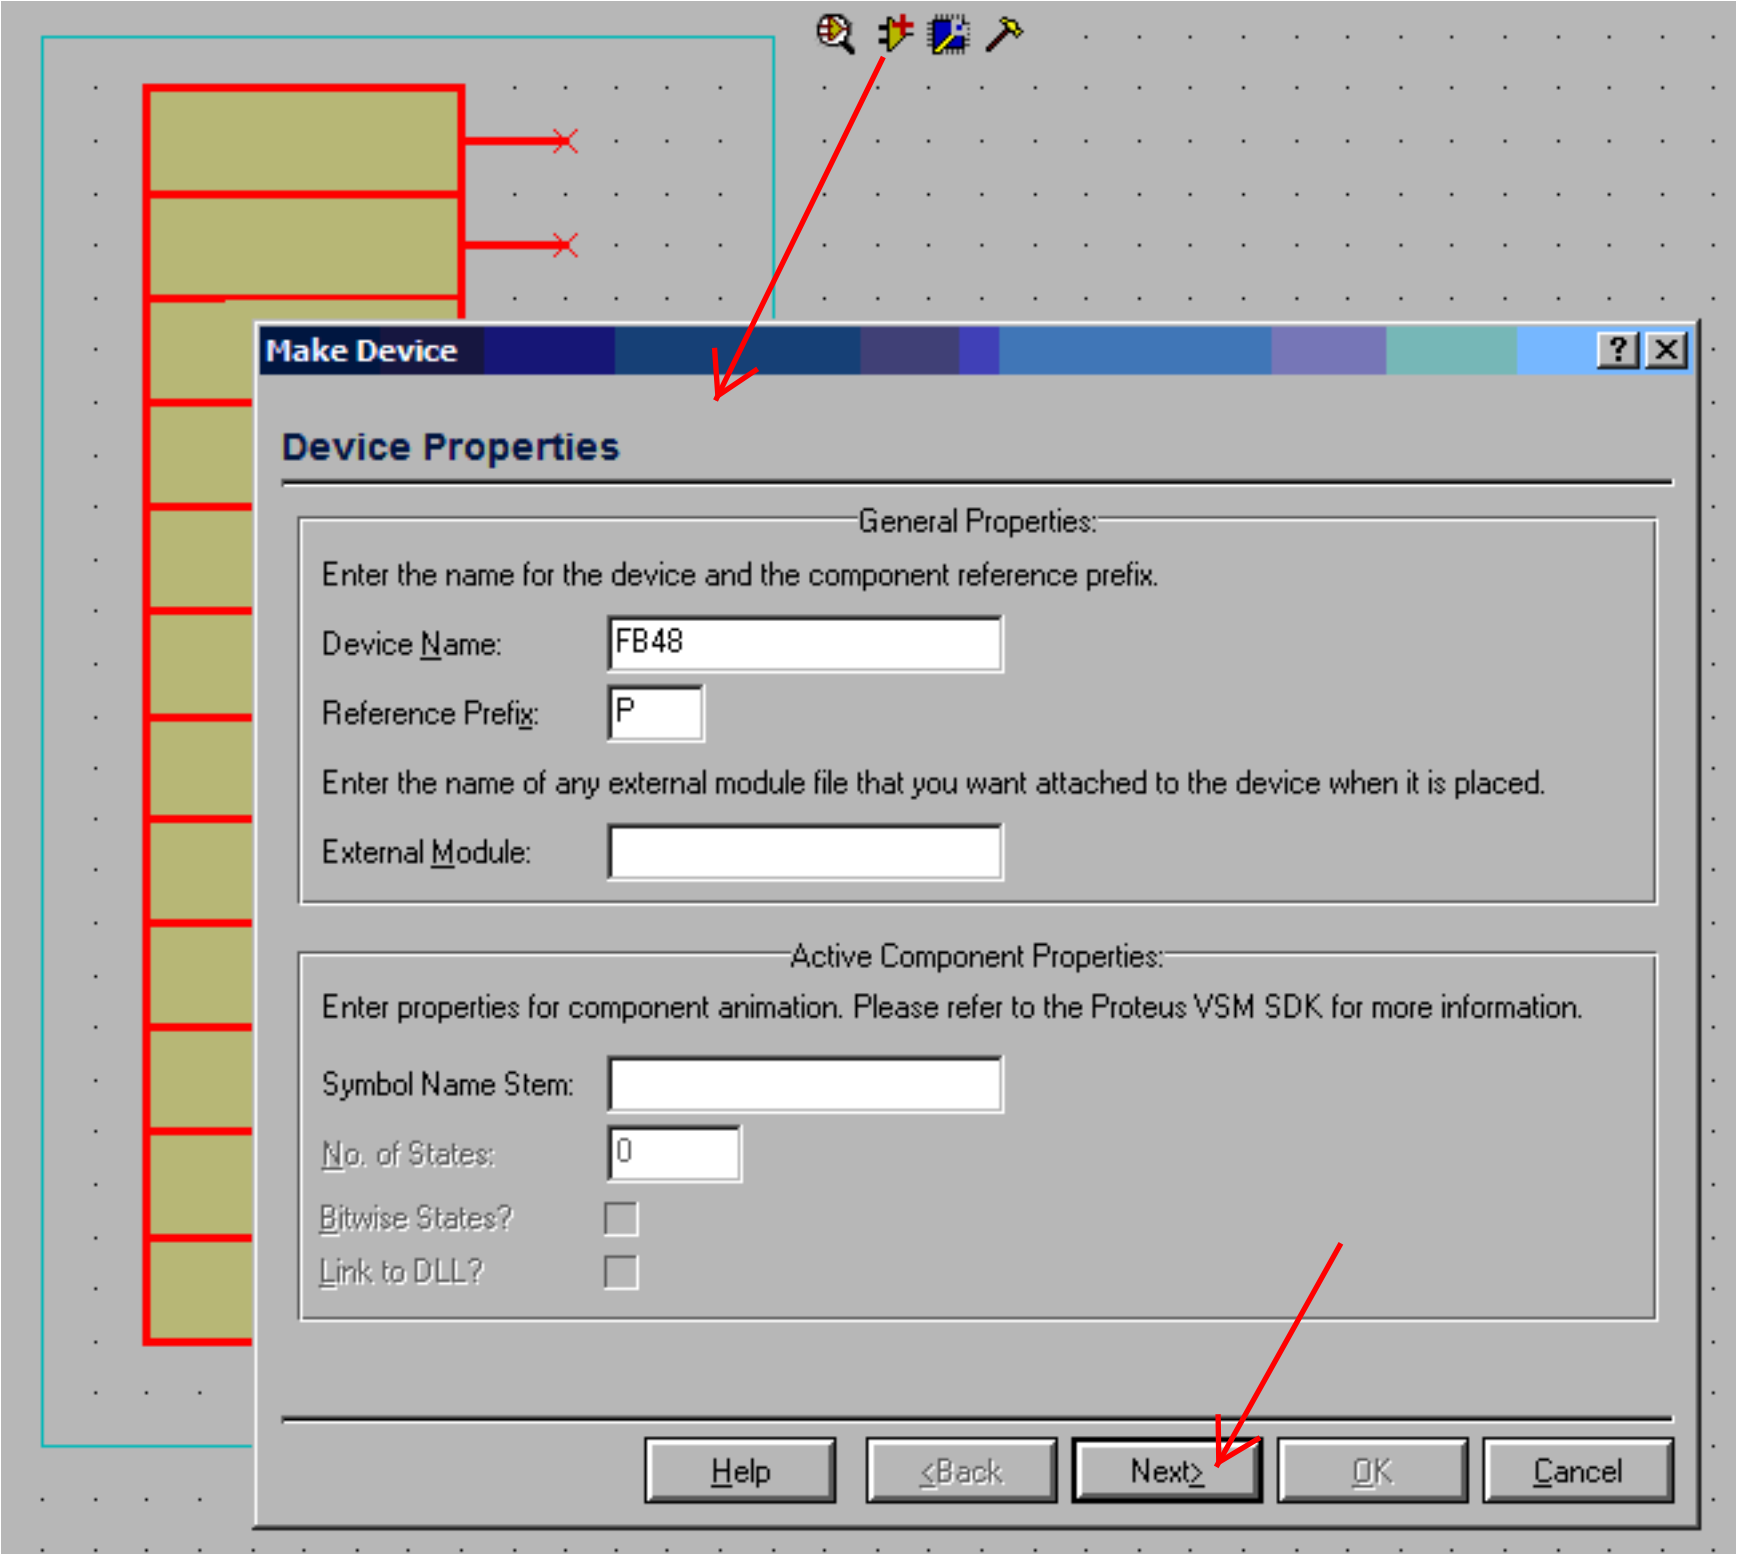 Make Device
Device Properties
General Properties:
Enter the name for the device and the component reference prefix.
Device Name: FB48
Reference Prefix: P
Enter the name of any external module file that you want attached to the device when it is placed.
External Module:
Active Component Properties:
Enter properties for component animation. Please refer to the Proteus VSM SDK for more information.
Symbol Name Stem:
No. of States: 0
Bitwise States?
Link to DLL?
Help <Back Next> OK Cancel